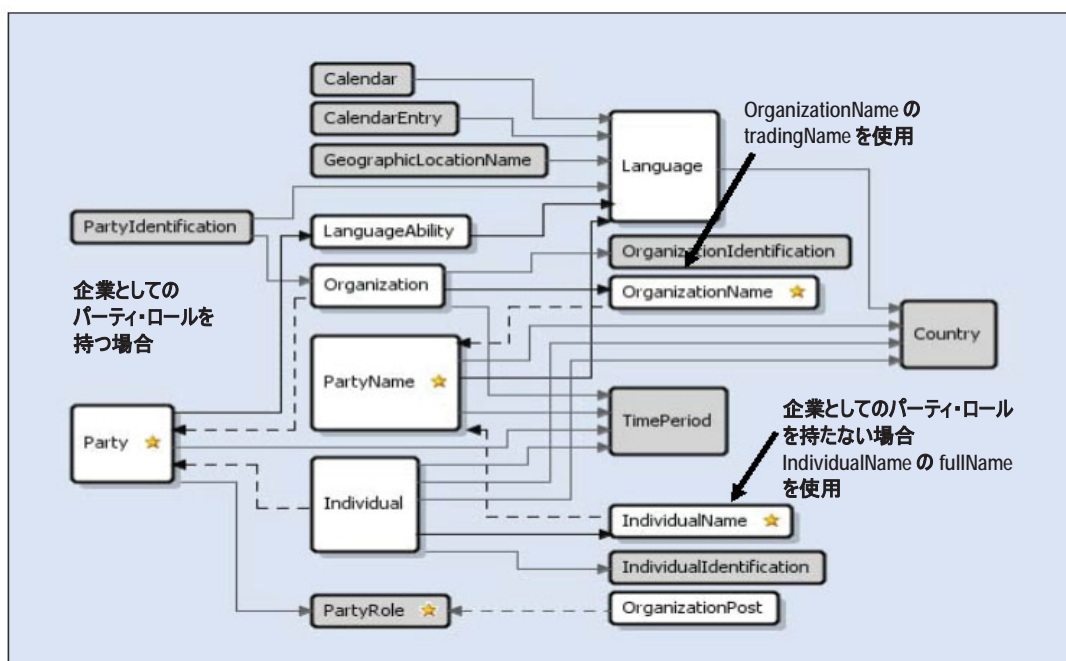 Calendar
CalendarEntry
GeographicLocationName
PartyIdentification
LanguageAbility
Organization
企業としての
パーティ・ロールを
持つ場合
PartyName
Party
Individual
PartyRole
OrganizationName の
tradingName を使用
Language
OrganizationIdentification
OrganizationName
Country
TimePeriod
企業としてのパーティ・ロール
を持たない場合
IndividualName の fullName
を使用
IndividualName
IndividualIdentification
OrganizationPost